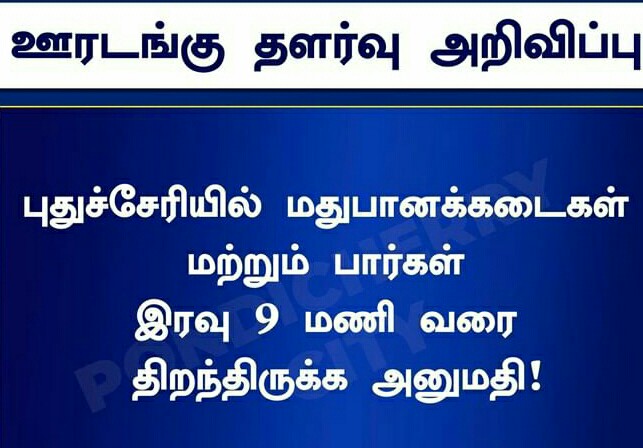 ஊரடங்கு தளர்வு அறிவிப்பு
புதுச்சேரியில் மதுபானக்கடைகள்
மற்றும் பார்கள்
இரவு 9 மணி வரை
திறந்திருக்க அனுமதி!
PONDICHERRY
CITY